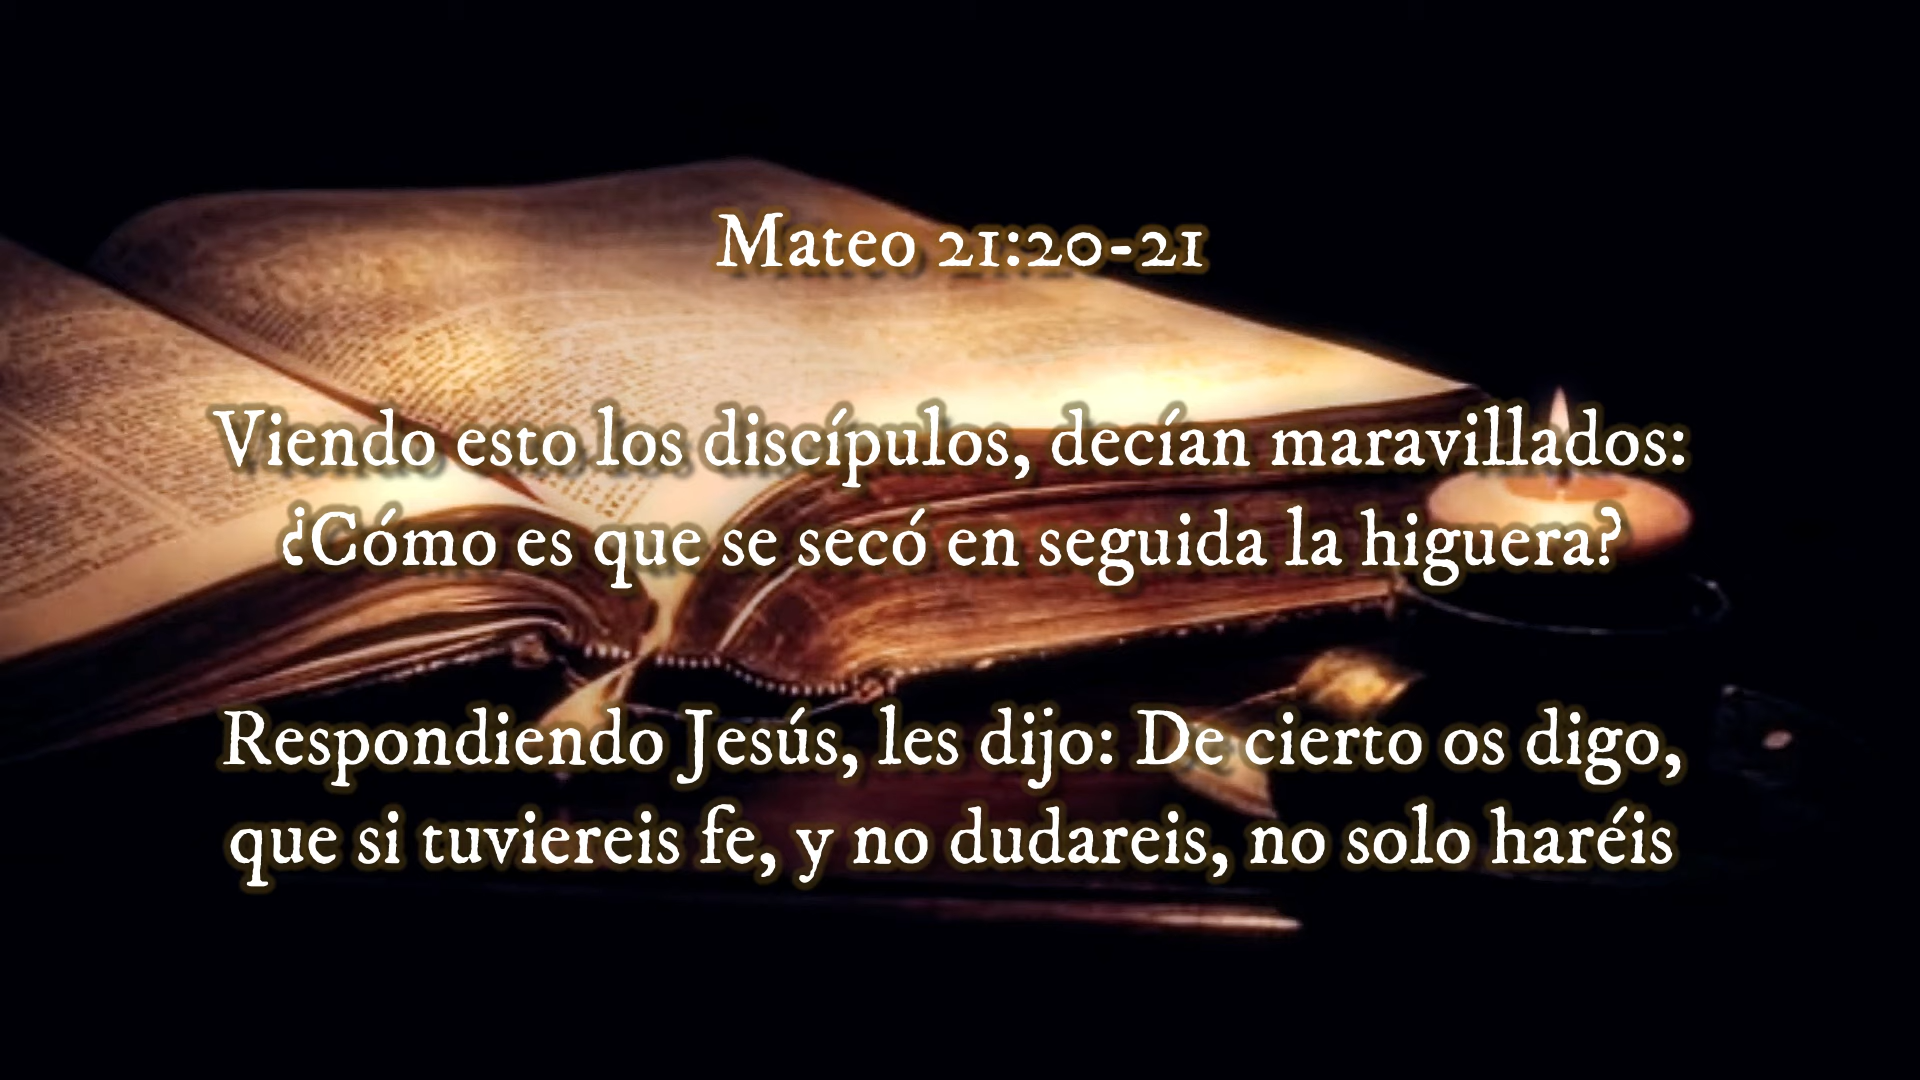 Mateo 21:20-21
Viendo esto los discípulos, decían maravillados:
¿Cómo es que se secó en seguida la higuera?
Respondiendo Jesús, les dijo: De cierto os digo,
que si tuviereis fe, y no dudareis, no solo haréis